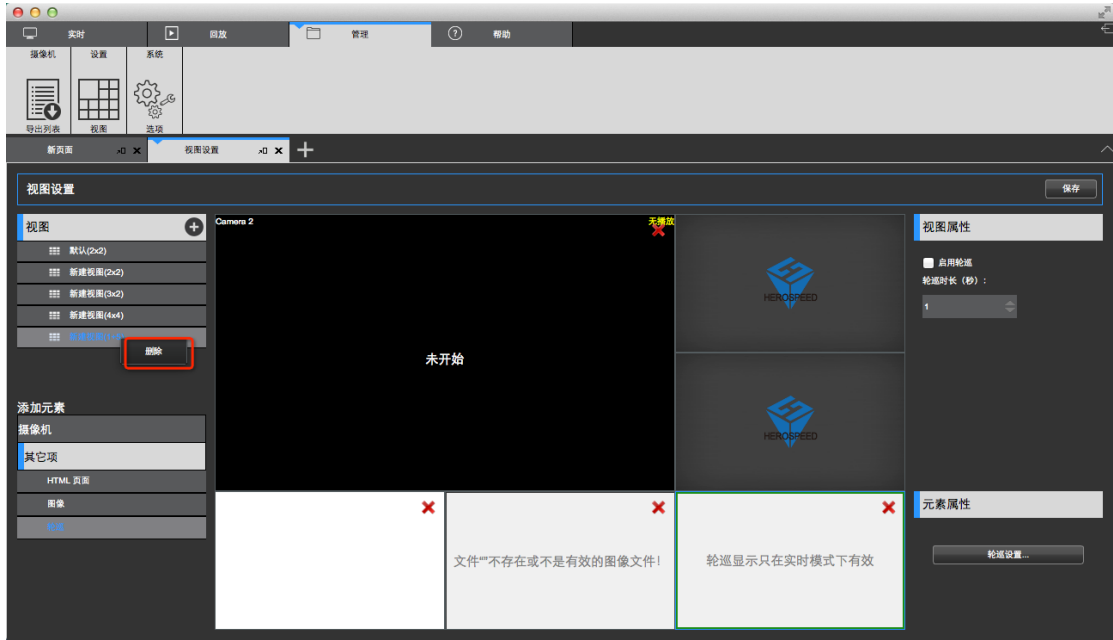 实时
回放
管理
帮助
摄像机
设置
系统
导出列表
视图
选项
新页面
视图设置
视图设置
保存
视图
默认(2x2)
新建视图(2x2)
新建视图(3x2)
新建视图(4x4)
删除
添加元素
摄像机
其它项
HTML 页面
图像
轮巡
Camera 2
无播放
未开始
HEROSPEED
HEROSPEED
文件""不存在或不是有效的图像文件!
轮巡显示只在实时模式下有效
视图属性
启用轮巡
轮巡时长（秒）:
1
元素属性
轮巡设置...